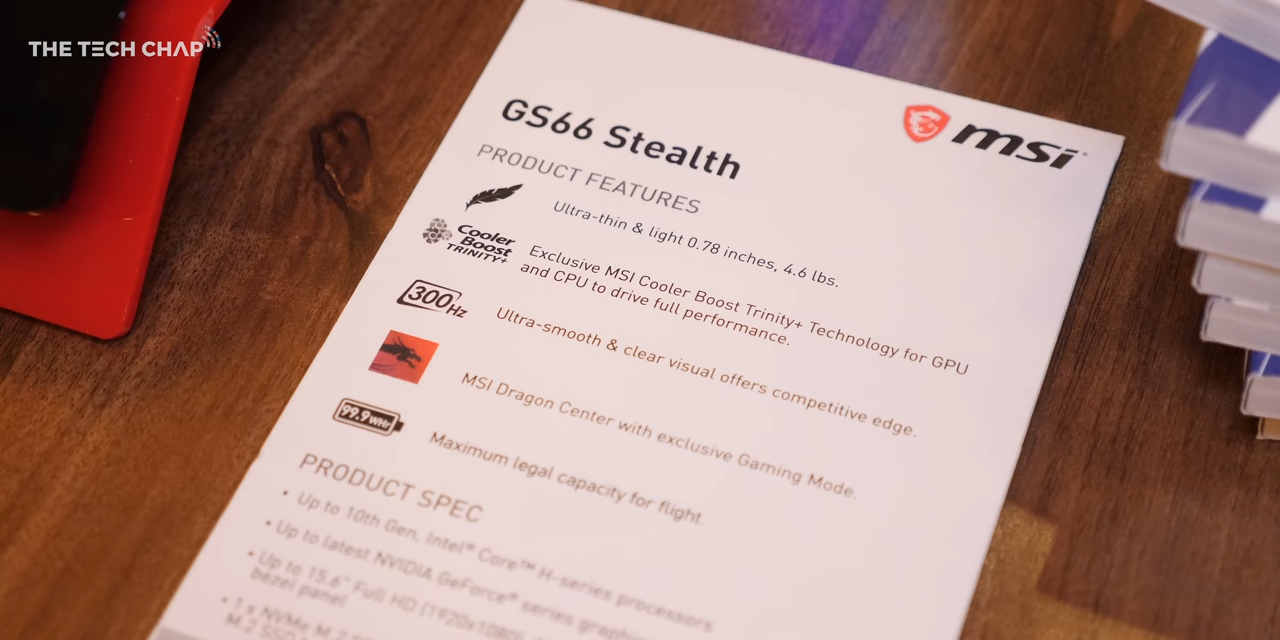 THE TECH CHAP
msi
GS66 Stealth
PRODUCT FEATURES
Ultra-thin & light 0.78 inches, 4.6 lbs.
Cooler
Boost
TRINITY+
Exclusive MSI Cooler Boost Trinity+ Technology for GPU
and CPU to drive full performance.
300Hz
Ultra-smooth & clear visual offers competitive edge.
MSI Dragon Center with exclusive Gaming Mode.
99.9WHr
Maximum legal capacity for flight.
PRODUCT SPEC
• Up to 10th Gen, Intel® Core™ H-series processors
• Up to latest NVIDIA GeForce® series
• Up to 15.6" Full HD (1920x1080)
bezel panel
• 1 x NVMe M.2
M.2 SSD